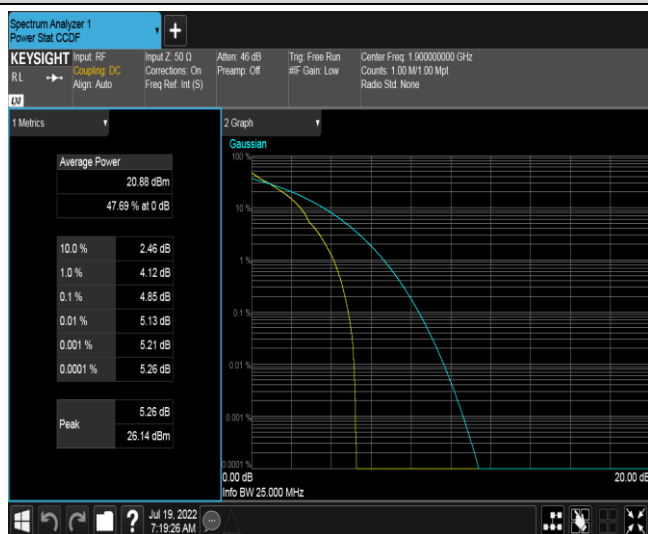 Spectrum Analyzer 1
Power Stat CCDF
+
KEYSIGHT Input: RF Input Z: 50 Ω Atten: 46 dB Trig: Free Run Center Freq: 1.900000000 GHz
RL Coupling: DC Corrections: On Preamp: Off #IF Gain: Low Counts: 1.00 M/1.00 Mpt
Align: Auto Freq Ref: Int (S) Radio Std: None
LXI
1 Metrics
2 Graph
Gaussian
Average Power
20.88 dBm
47.69 % at 0 dB
10.0 % 2.46 dB
1.0 % 4.12 dB
0.1 % 4.85 dB
0.01 % 5.13 dB
0.001 % 5.21 dB
0.0001 % 5.26 dB
Peak
5.26 dB
26.14 dBm
100 %
10 %
1 %
0.1 %
0.01 %
0.001 %
0.0001 %
0.00 dB 20.00 dB
Info BW 25.000 MHz
?
Jul 19, 2022
7:19:26 AM